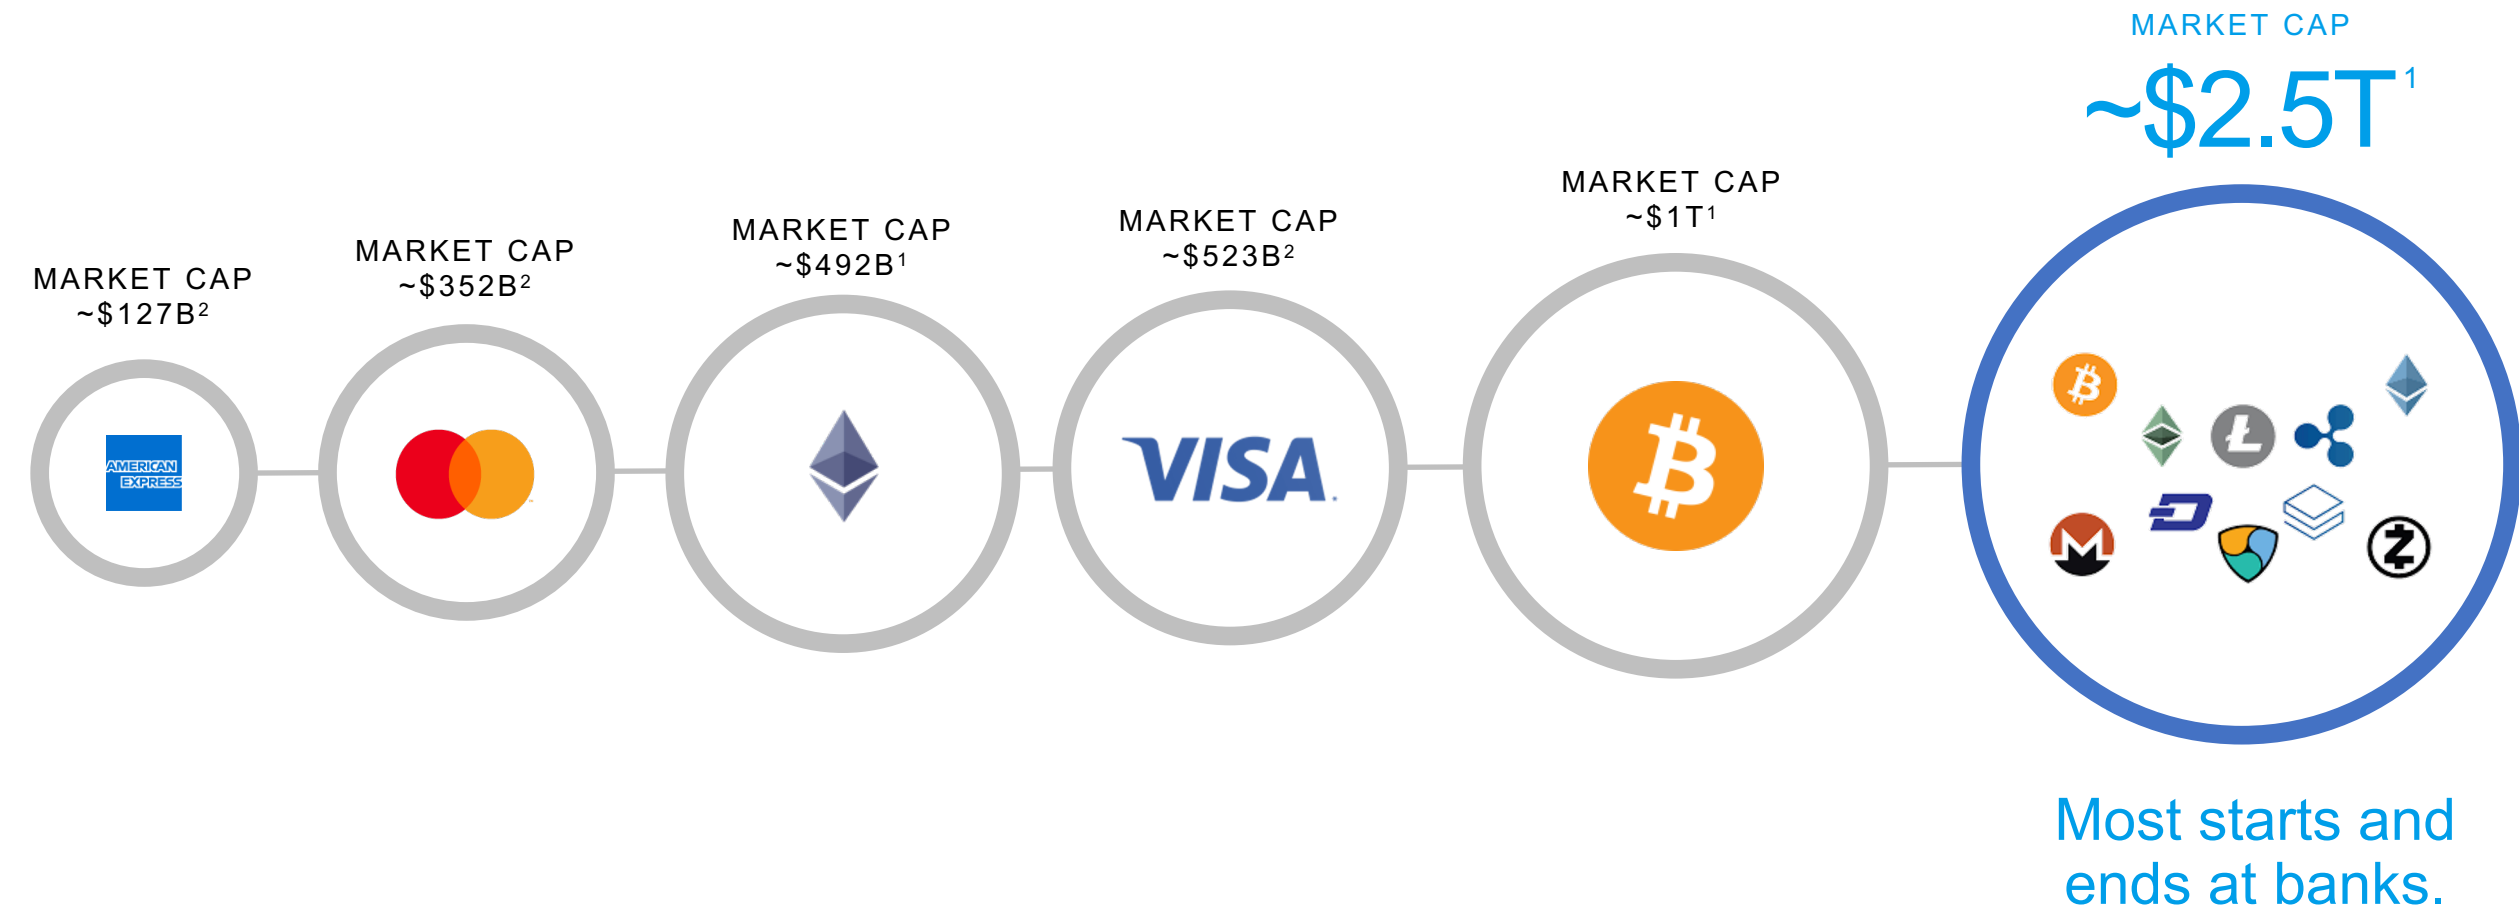 MARKET CAP
~$127B²
AMERICAN
EXPRESS
MARKET CAP
~$352B²
MARKET CAP
~$492B¹
MARKET CAP
~$523B²
VISA
MARKET CAP
~$1T¹
MARKET CAP
~$2.5T¹
Most starts and
ends at banks.